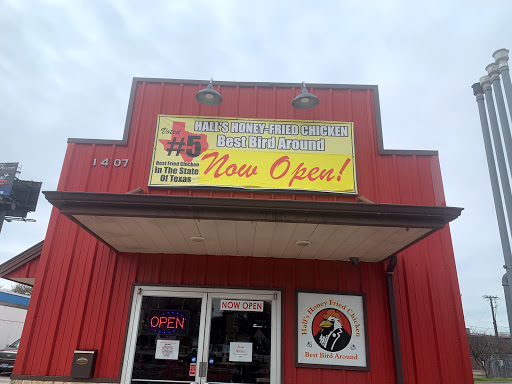 HALL'S HONEY-FRIED CHICKEN
Best Bird Around
Voted
#5
Best Fried Chicken
In The State
Of Texas
Now Open!
1407
NOW OPEN
OPEN
Hall's Honey Fried Chicken
Best Bird Around